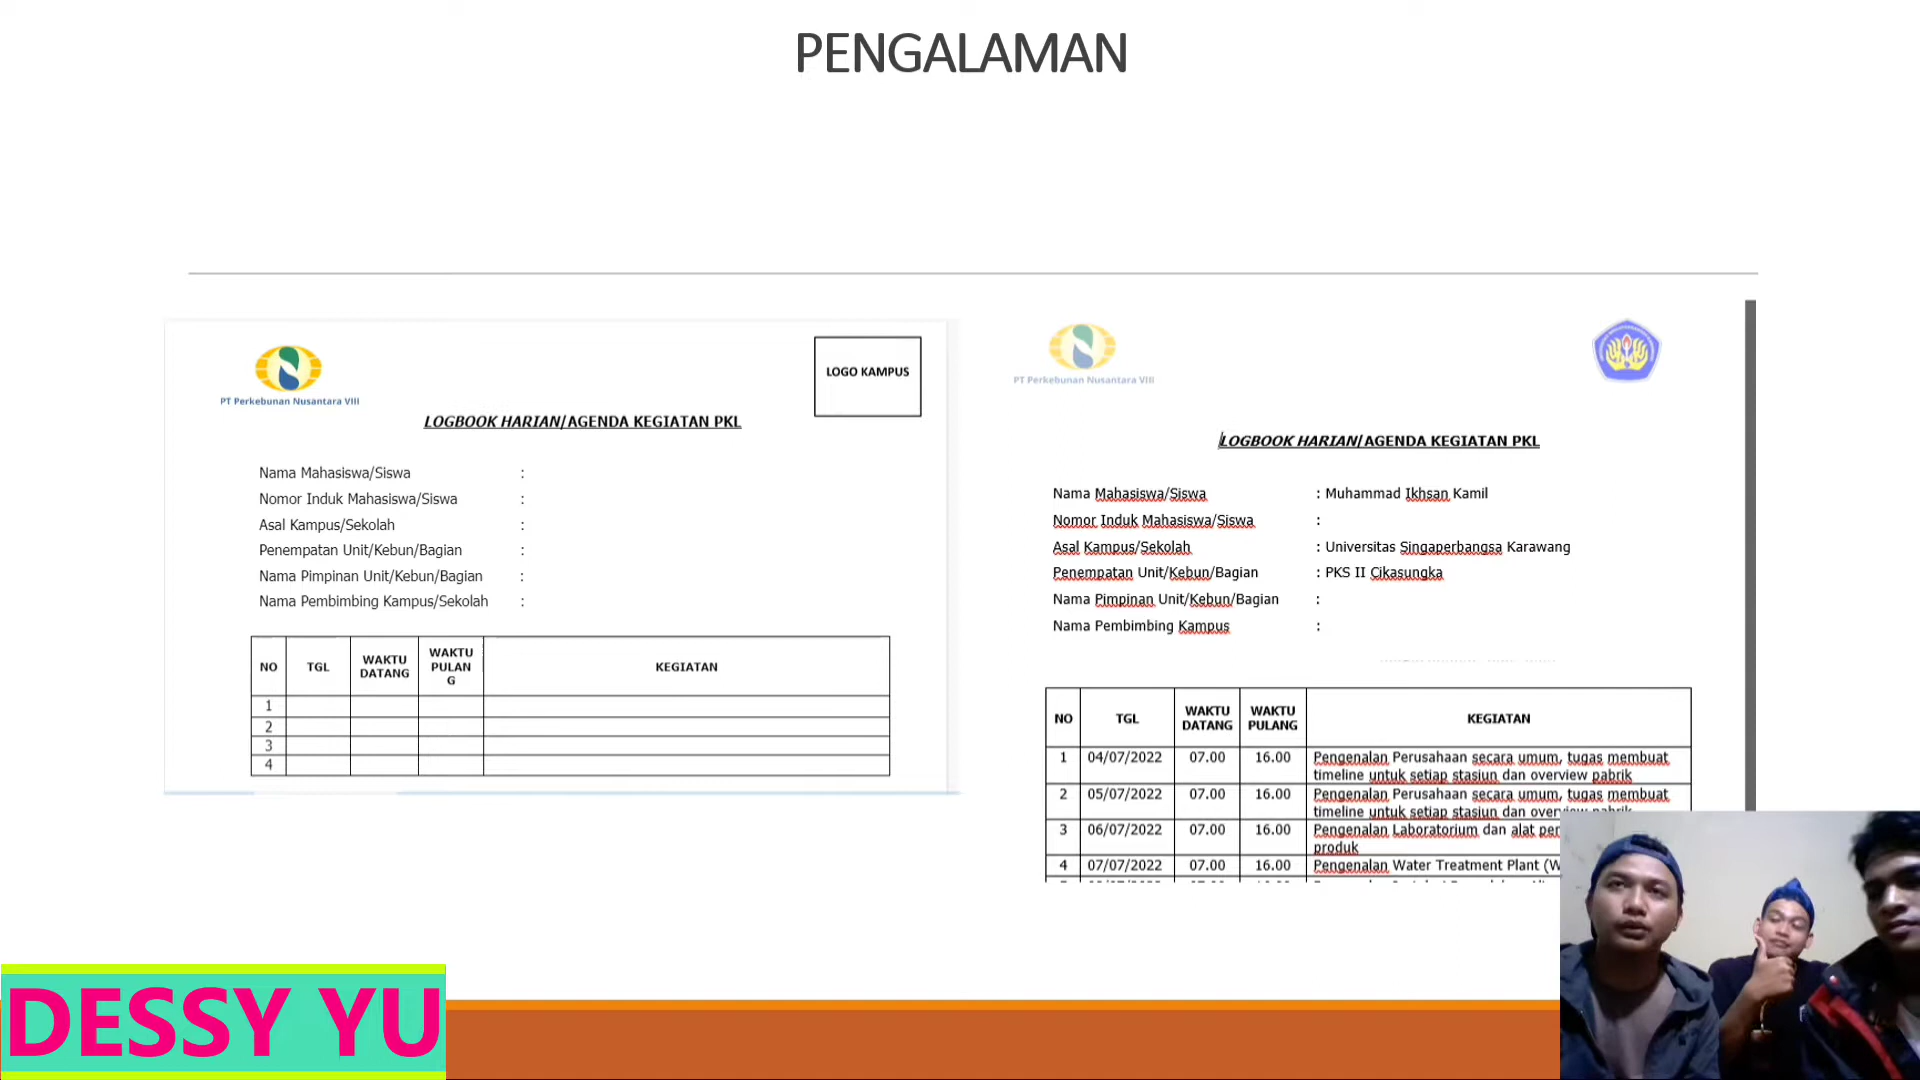 PENGALAMAN
PT Perkebunan Nusantara VIII
LOGO KAMPUS
LOGBOOK HARIAN/AGENDA KEGIATAN PKL
Nama Mahasiswa/Siswa :
Nomor Induk Mahasiswa/Siswa :
Asal Kampus/Sekolah :
Penempatan Unit/Kebun/Bagian :
Nama Pimpinan Unit/Kebun/Bagian :
Nama Pembimbing Kampus/Sekolah :
NO TGL WAKTU DATANG WAKTU PULANG KEGIATAN
1
2
3
4
PT Perkebunan Nusantara VIII
LOGBOOK HARIAN/AGENDA KEGIATAN PKL
Nama Mahasiswa/Siswa : Muhammad Ikhsan Kamil
Nomor Induk Mahasiswa/Siswa :
Asal Kampus/Sekolah : Universitas Singaperbangsa Karawang
Penempatan Unit/Kebun/Bagian : PKS II Cikasungka
Nama Pimpinan Unit/Kebun/Bagian :
Nama Pembimbing Kampus :
NO TGL WAKTU DATANG WAKTU PULANG KEGIATAN
1 04/07/2022 07.00 16.00 Pengenalan Perusahaan secara umum, tugas membuat
timeline untuk setiap stasiun dan overview pabrik
2 05/07/2022 07.00 16.00 Pengenalan Perusahaan secara umum, tugas membuat
timeline untuk setiap stasiun dan overview pabrik
3 06/07/2022 07.00 16.00 Pengenalan Laboratorium dan alat per
produk
4 07/07/2022 07.00 16.00 Pengenalan Water Treatment Plant (W
DESSY YU